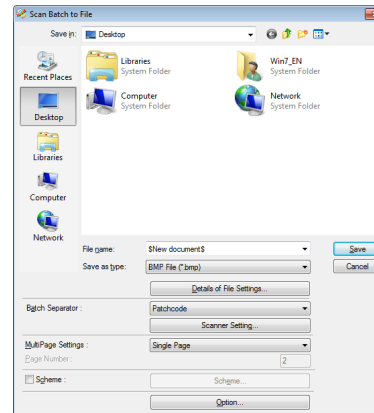 Scan Batch to File
Save in: Desktop
Recent Places
Desktop
Libraries
Computer
Network
Libraries
System Folder
Win7_EN
System Folder
Computer
System Folder
Network
System Folder
File name: $New document$ Save
Save as type: BMP File (*.bmp) Cancel
Details of File Settings...
Batch Separator : Patchcode
Scanner Setting...
MultiPage Settings : Single Page
Page Number : 2
Scheme : Scheme...
Option...